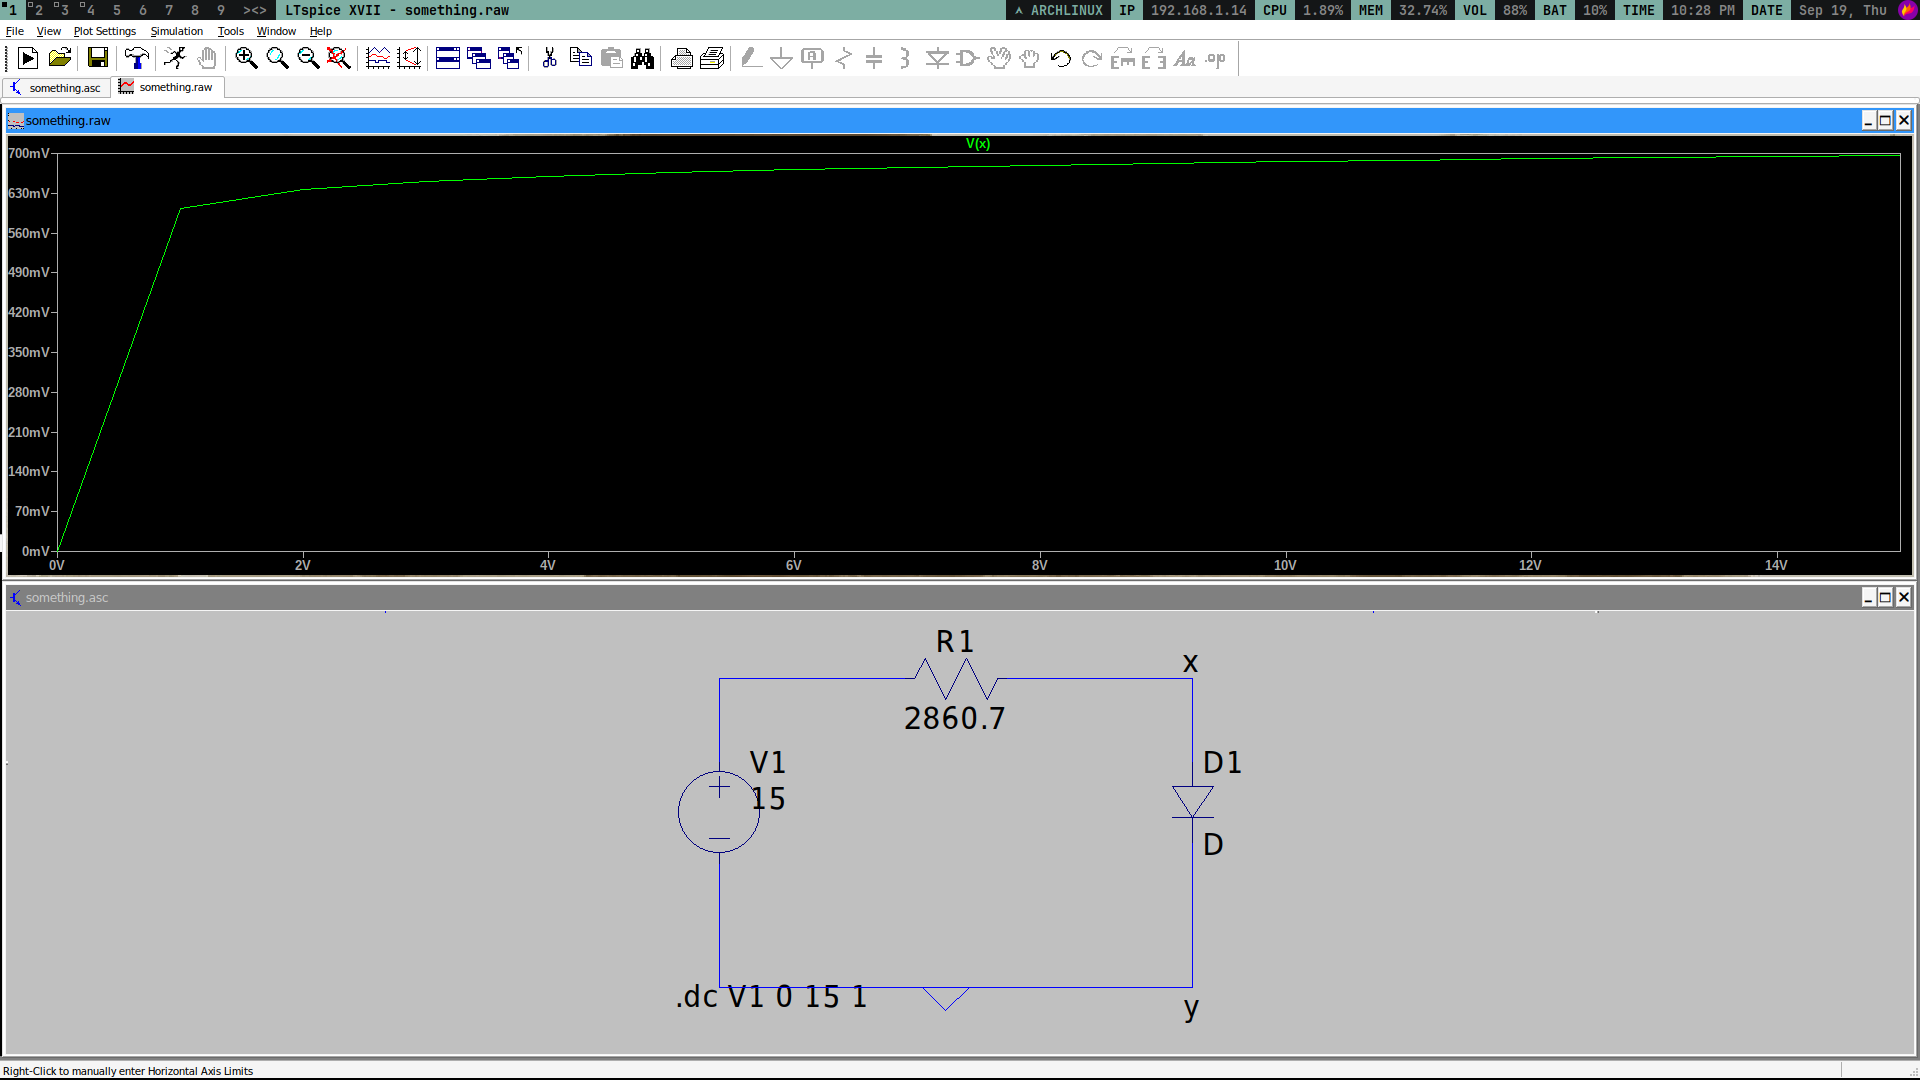 1 2 3 4 5 6 7 8 9 ><> LTspice XVII - something.raw ARCHLINUX IP 192.168.1.14 CPU 1.89% MEM 32.74% VOL 88% BAT 10% TIME 10:28 PM DATE Sep 19, Thu
File View Plot Settings Simulation Tools Window Help
A Aa .op
something.asc something.raw
something.raw
V(x)
700mV
630mV
560mV
490mV
420mV
350mV
280mV
210mV
140mV
70mV
0mV
0V 2V 4V 6V 8V 10V 12V 14V
something.asc
R1
x
2860.7
V1
D1
15
D
.dc V1 0 15 1
y
Right-Click to manually enter Horizontal Axis Limits